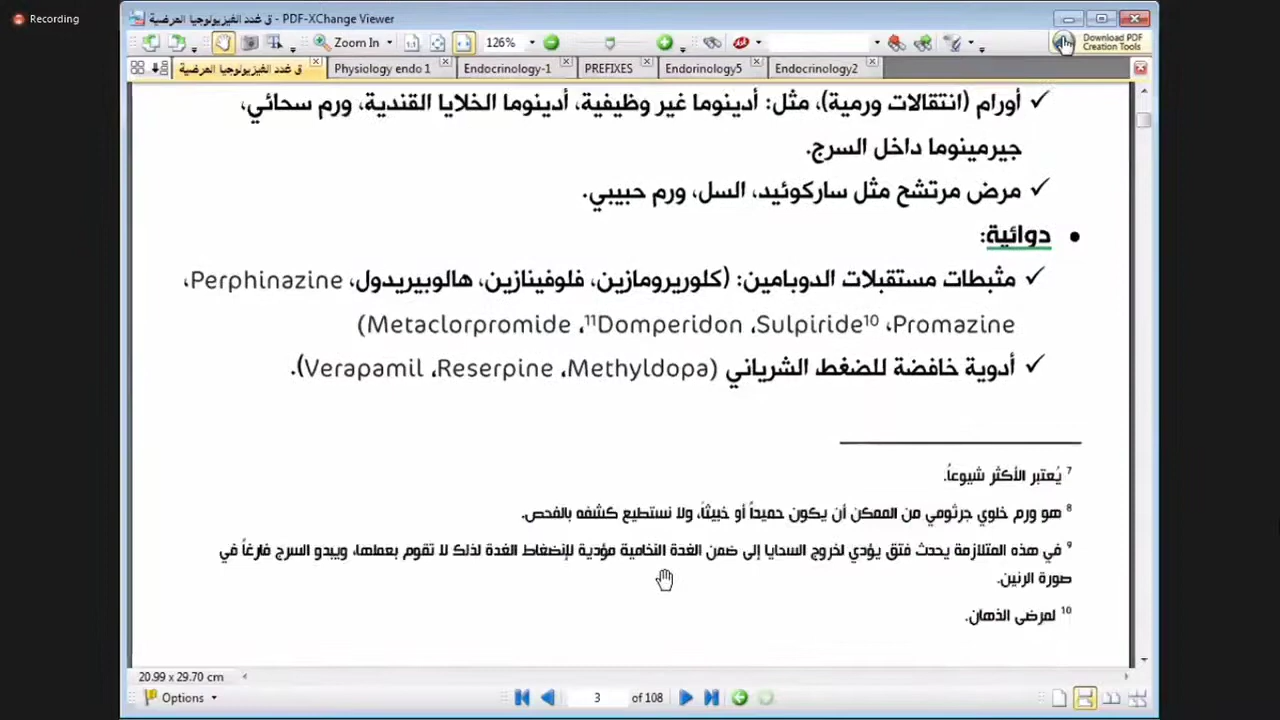 Recording
ق غدد الفيزيولوجيا المرضية - PDF-XChange Viewer
Zoom In
126%
Download PDF
Creation Tools
ق غدد الفيزيولوجيا المرضية
Physiology endo 1
Endocrinology-1
PREFIXES
Endorinology5
Endocrinology2
✓ أورام (انتقالات ورمية)، مثل: أدينوما غير وظيفية، أدينوما الخلايا القندية، ورم سحائي،
جيرمينوما داخل السرج.
✓ مرض مرتشح مثل ساركوئيد، السل، ورم حبيبي.
• دوائية:
✓ مثبطات مستقبلات الدوبامين: (كلوريرومازين، فلوفينازين، هالوبيريدول، Perphinazine،
Promazine، Sulpiride¹⁰، Domperidon¹¹، Metaclorpromide)
✓ أدوية خافضة للضغط الشرياني (Methyldopa، Reserpine، Verapamil).
⁷ يُعتبر الأكثر شيوعاً.
⁸ هو ورم خلوي جرثومي من الممكن أن يكون حميداً أو خبيثاً، ولا نستطيع كشفه بالفحص.
⁹ في هذه المتلازمة يحدث فتق يؤدي لخروج السحايا إلى ضمن الغدة النخامية مؤدية للإنضغاط الغدة لذلك لا تقوم بعملها، ويبدو السرج فارغاً في
صورة الرنين.
¹⁰ لمرضى الذهان.
20.99 x 29.70 cm
Options
3
of 108